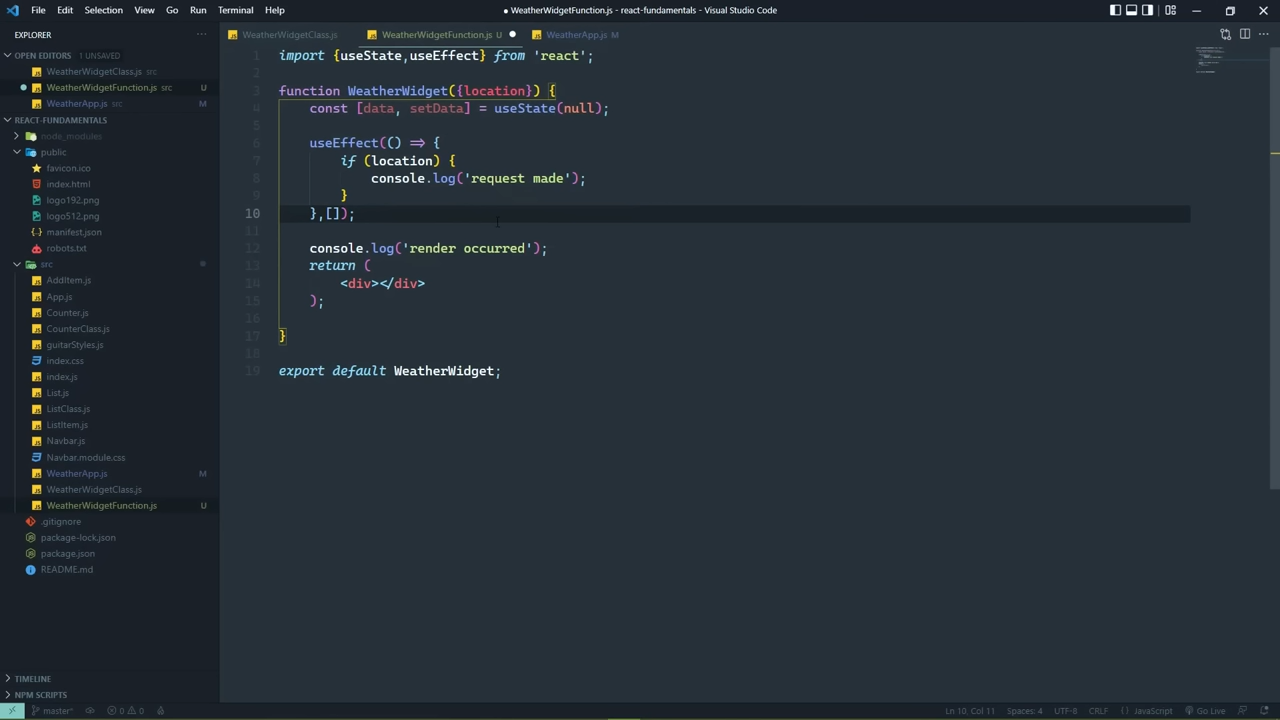 File Edit Selection View Go Run Terminal Help
● WeatherWidgetFunction.js - react-fundamentals - Visual Studio Code
EXPLORER ...
OPEN EDITORS 1 UNSAVED
WeatherWidgetClass.js src
WeatherWidgetFunction.js src U
WeatherApp.js src M
REACT-FUNDAMENTALS
node_modules
public
favicon.ico
index.html
logo192.png
logo512.png
manifest.json
robots.txt
src
AddItem.js
App.js
Counter.js
CounterClass.js
guitarStyles.js
index.css
index.js
List.js
ListClass.js
ListItem.js
Navbar.js
Navbar.module.css
WeatherApp.js M
WeatherWidgetClass.js
WeatherWidgetFunction.js U
.gitignore
package-lock.json
package.json
README.md
TIMELINE
NPM SCRIPTS
WeatherWidgetClass.js WeatherWidgetFunction.js U ● WeatherApp.js M
1 import {useState,useEffect} from 'react';
2
3 function WeatherWidget({location}) {
4 const [data, setData] = useState(null);
5
6 useEffect(() => {
7 if (location) {
8 console.log('request made');
9 }
10 },[]);
11
12 console.log('render occurred');
13 return (
14 <div></div>
15 );
16
17 }
18
19 export default WeatherWidget;
master* 0 0 Ln 10, Col 11 Spaces: 4 UTF-8 CRLF {} JavaScript Go Live